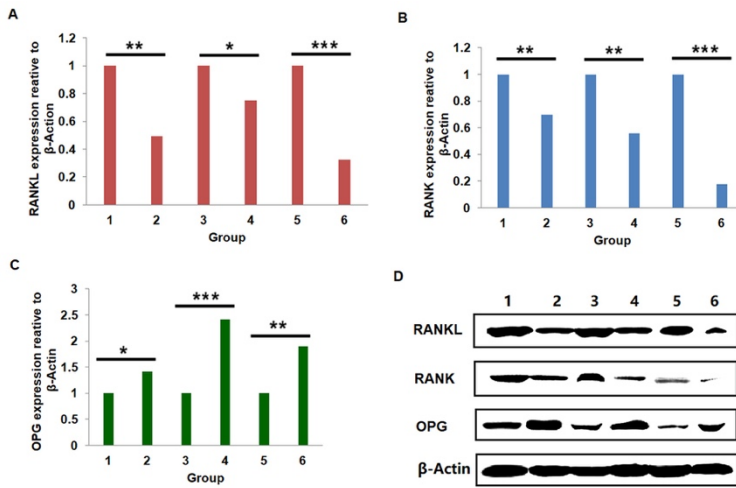 A
RANKL expression reative to
β-Action
1.2
1
0.8
0.6
0.4
0.2
0
**
*
***
1 2 3 4 5 6
Group
B
RANK expression relative to
β-Actin
1.2
1
0.8
0.6
0.4
0.2
0
**
**
***
1 2 3 4 5 6
Group
C
OPG expression relative to
β-Actin
3
2.5
2
1.5
1
0.5
0
*
***
**
1 2 3 4 5 6
Group
D
1 2 3 4 5 6
RANKL
RANK
OPG
β-Actin